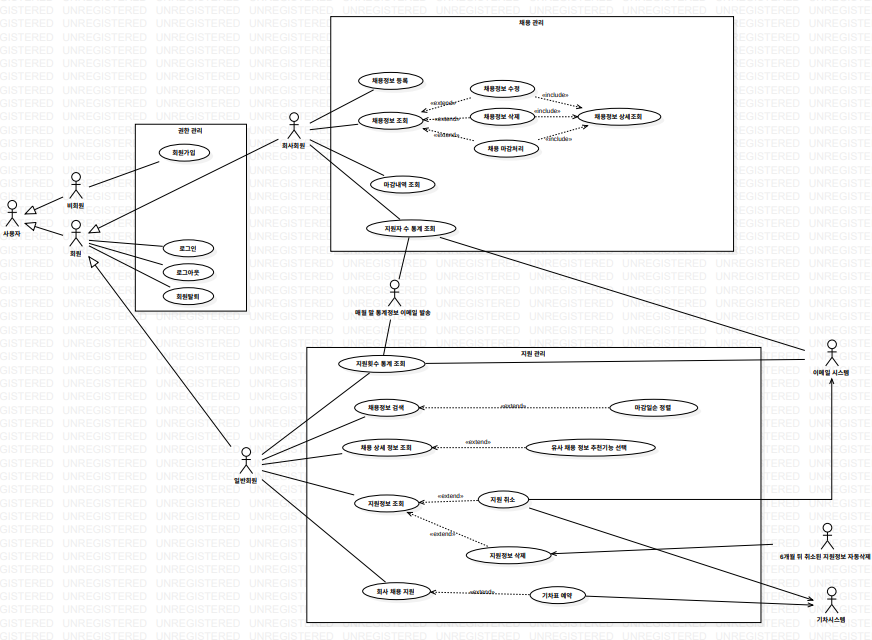 채용 관리
채용정보 등록
채용정보 수정
«extend»
«include»
채용정보 조회
«extend»
채용정보 삭제
«include»
채용정보 상세조회
«extend»
채용 마감처리
«include»
회사회원
마감내역 조회
지원자 수 통계 조회
권한 관리
회원가입
비회원
사용자
회원
로그인
로그아웃
회원탈퇴
매월 말 통계정보 이메일 발송
지원 관리
지원횟수 통계 조회
이메일 시스템
채용정보 검색
«extend»
마감일순 정렬
채용 상세 정보 조회
«extend»
유사 채용 정보 추천기능 선택
일반회원
지원정보 조회
«extend»
지원 취소
«extend»
지원정보 삭제
6개월 뒤 취소된 지원정보 자동삭제
회사 채용 지원
«extend»
기차표 예약
기차시스템
UNREGISTERED